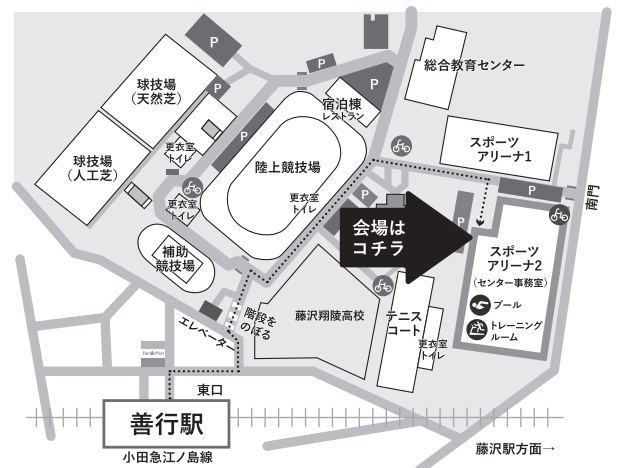 P
P
総合教育センター
球技場
(天然芝)
P
P
宿泊棟
レストラン
P
スポーツ
アリーナ1
更衣室
トイレ
陸上競技場
球技場
(人工芝)
P
南門
更衣室
トイレ
更衣室
トイレ
P
P
会場は
コチラ
スポーツ
アリーナ2
(センター事務室)
プール
トレーニング
ルーム
補助
競技場
階段を
のぼる
藤沢翔陵高校
テニス
コート
エレベーター
更衣室
トイレ
FamilyMart
東口
善行駅
小田急江ノ島線
藤沢駅方面→